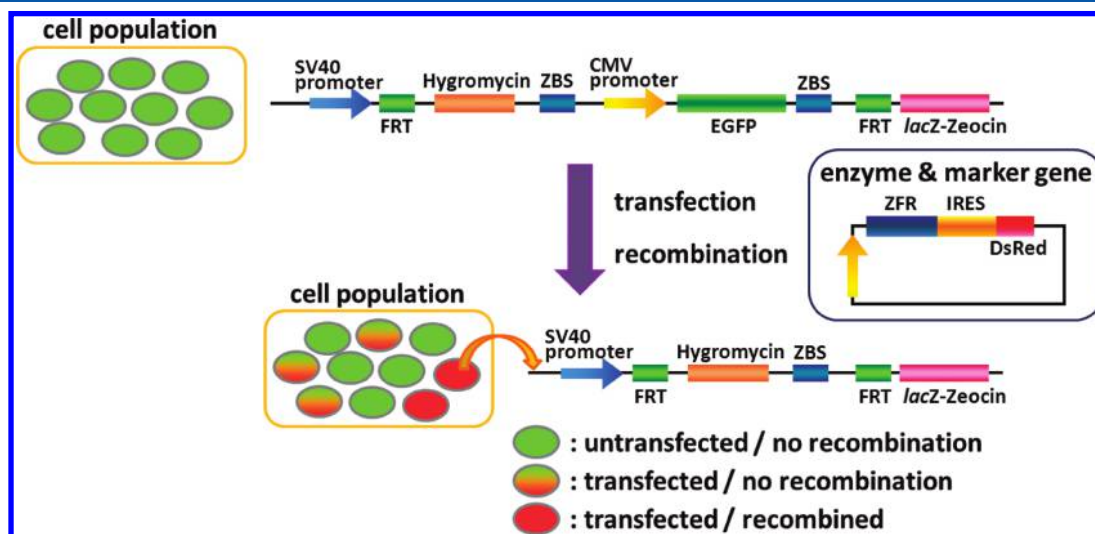 cell population
SV40
promoter
Hygromycin
ZBS
CMV
promoter
ZBS
FRT
EGFP
FRT
lacZ-Zeocin
transfection
recombination
enzyme & marker gene
ZFR
IRES
DsRed
cell population
SV40
promoter
Hygromycin
ZBS
FRT
FRT
lacZ-Zeocin
: untransfected / no recombination
: transfected / no recombination
: transfected / recombined